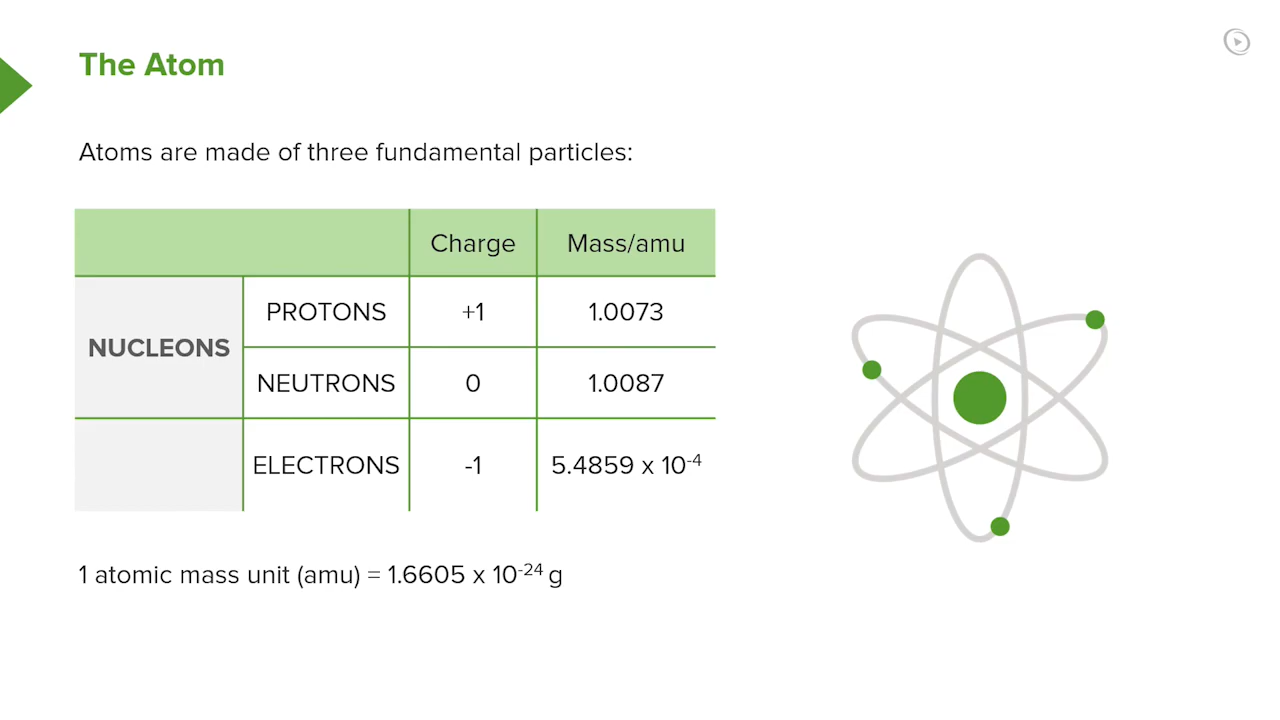 The Atom
Atoms are made of three fundamental particles:
Charge Mass/amu
NUCLEONS
PROTONS +1 1.0073
NEUTRONS 0 1.0087
ELECTRONS -1 5.4859 x 10⁻⁴
1 atomic mass unit (amu) = 1.6605 x 10⁻²⁴ g